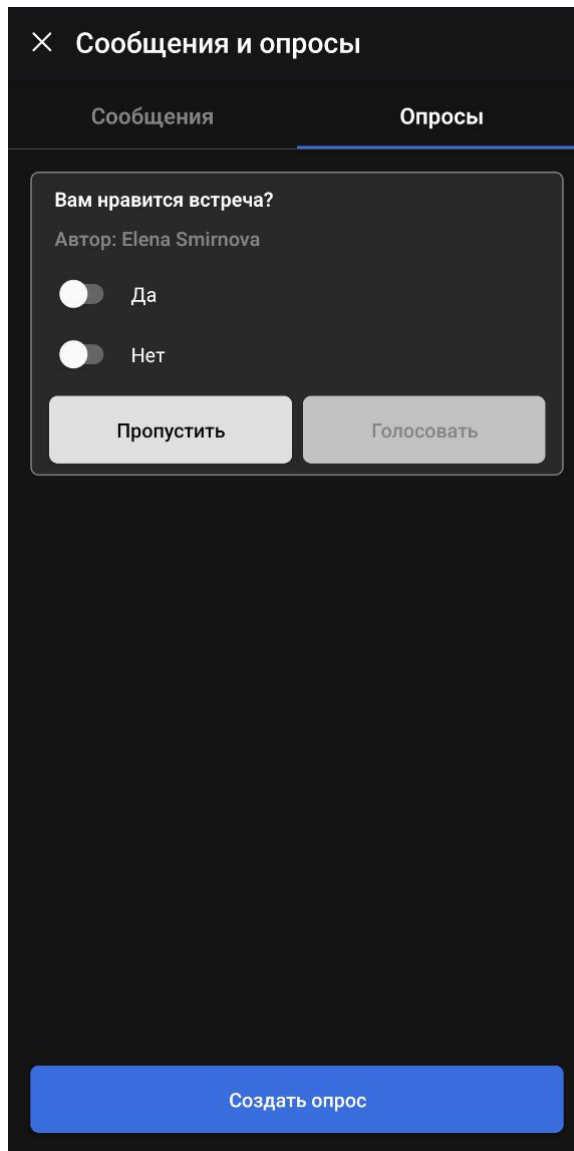 Сообщения и опросы
Сообщения Опросы
Вам нравится встреча?
Автор: Elena Smirnova
Да
Нет
Пропустить Голосовать
Создать опрос